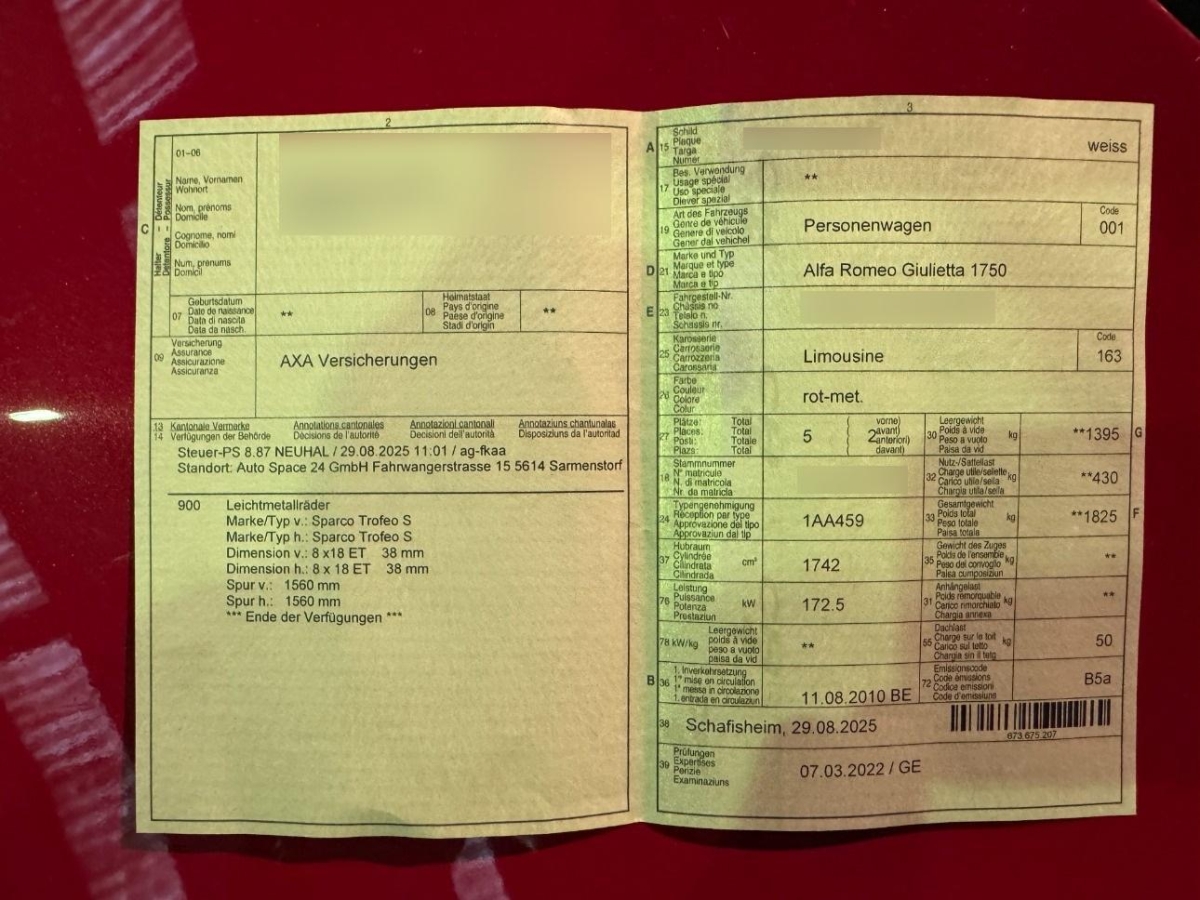 2
C
Halter – Détenteur
Detentore – Possessur
01–06
Name, Vornamen
Wohnort
Nom, prénoms
Domicile
Cognome, nomi
Domicilio
Num, prenums
Domicil
07
Geburtsdatum
Date de naissance
Data di nascita
Data da nasch.
**
08
Heimatstaat
Pays d'origine
Paese d'origine
Stadi d'origin
**
09
Versicherung
Assurance
Assicurazione
Assicuranza
AXA Versicherungen
13 Kantonale Vermerke Annotations cantonales Annotazioni cantonali Annotaziuns chantunalas
14 Verfügungen der Behörde Décisions de l'autorité Decisioni dell'autorità Disposiziuns da l'autoritad
Steuer-PS 8.87 NEUHAL / 29.08.2025 11:01 / ag-fkaa
Standort: Auto Space 24 GmbH Fahrwangerstrasse 15 5614 Sarmenstorf
900 Leichtmetallräder
Marke/Typ v.: Sparco Trofeo S
Marke/Typ h.: Sparco Trofeo S
Dimension v.: 8 x18 ET 38 mm
Dimension h.: 8 x 18 ET 38 mm
Spur v.: 1560 mm
Spur h.: 1560 mm
*** Ende der Verfügungen ***
3
A 15
Schild
Plaque
Targa
Numer
weiss
17
Bes. Verwendung
Usage spécial
Uso speciale
Diever spezial
**
19
Art des Fahrzeugs
Genre de véhicule
Genere di veicolo
Gener dal vehichel
Personenwagen
Code
001
D 21
Marke und Typ
Marque et type
Marca e tipo
Marca e tip
Alfa Romeo Giulietta 1750
E 23
Fahrgestell-Nr.
Châssis no
Telaio n.
Schassis nr.
25
Karosserie
Carrosserie
Carrozzeria
Carossaria
Limousine
Code
163
26
Farbe
Couleur
Colore
Colur
rot-met.
27
Plätze: Total
Places: Total
Posti: Totale
Plazs: Total
5
vorne)
( 2 avant)
anteriori)
davant)
30
Leergewicht
Poids à vide
Peso a vuoto
Paisa da vid
kg
**1395
G
18
Stammnummer
N° matricule
N. di matricola
Nr. da matricla
32
Nutz-/Sattellast
Charge utile/sellette
Carico utile/sella
Chargia utila/sella
kg
**430
24
Typengenehmigung
Réception par type
Approvazione del tipo
Approvaziun dal tip
1AA459
33
Gesamtgewicht
Poids total
Peso totale
Paisa totala
kg
**1825
F
37
Hubraum
Cylindrée
Cilindrata
Cilindrada
cm³
1742
35
Gewicht des Zuges
Poids de l'ensemble
Peso del convoglio
Paisa cumposiziun
kg
**
76
Leistung
Puissance
Potenza
Prestaziun
kW
172.5
31
Anhängelast
Poids remorquable
Carico rimorchiato
Chargia annexa
kg
**
78 kW/kg
Leergewicht
poids à vide
peso a vuoto
paisa da vid
**
55
Dachlast
Charge sur le toit
Carico sul tetto
Chargia sin il tetg
kg
50
B 36
1. Inverkehrsetzung
1re mise en circulation
1a messa in circolazione
1. entrada en circulaziun
11.08.2010 BE
72
Emissionscode
Code émissions
Codice emissioni
Code d'emissiuns
B5a
38 Schafisheim, 29.08.2025
673 675 207
39
Prüfungen
Expertises
Perizie
Examinaziuns
07.03.2022 / GE